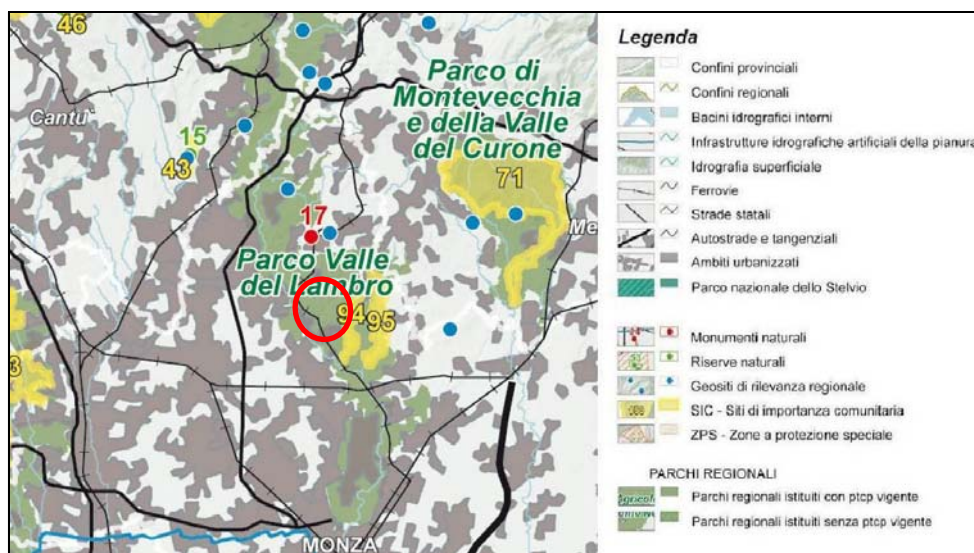 46
Cantù
15
43
Parco di
Montevecchia
e della Valle
del Curone
71
Me
17
Parco Valle
del Lambro
94 95
3
MONZA
Legenda
Confini provinciali
Confini regionali
Bacini idrografici interni
Infrastrutture idrografiche artificiali della pianura
Idrografia superficiale
Ferrovie
Strade statali
Autostrade e tangenziali
Ambiti urbanizzati
Parco nazionale dello Stelvio
Monumenti naturali
Riserve naturali
Geositi di rilevanza regionale
SIC - Siti di importanza comunitaria
ZPS - Zone a protezione speciale
PARCHI REGIONALI
Parchi regionali istituiti con ptcp vigente
Parchi regionali istituiti senza ptcp vigente